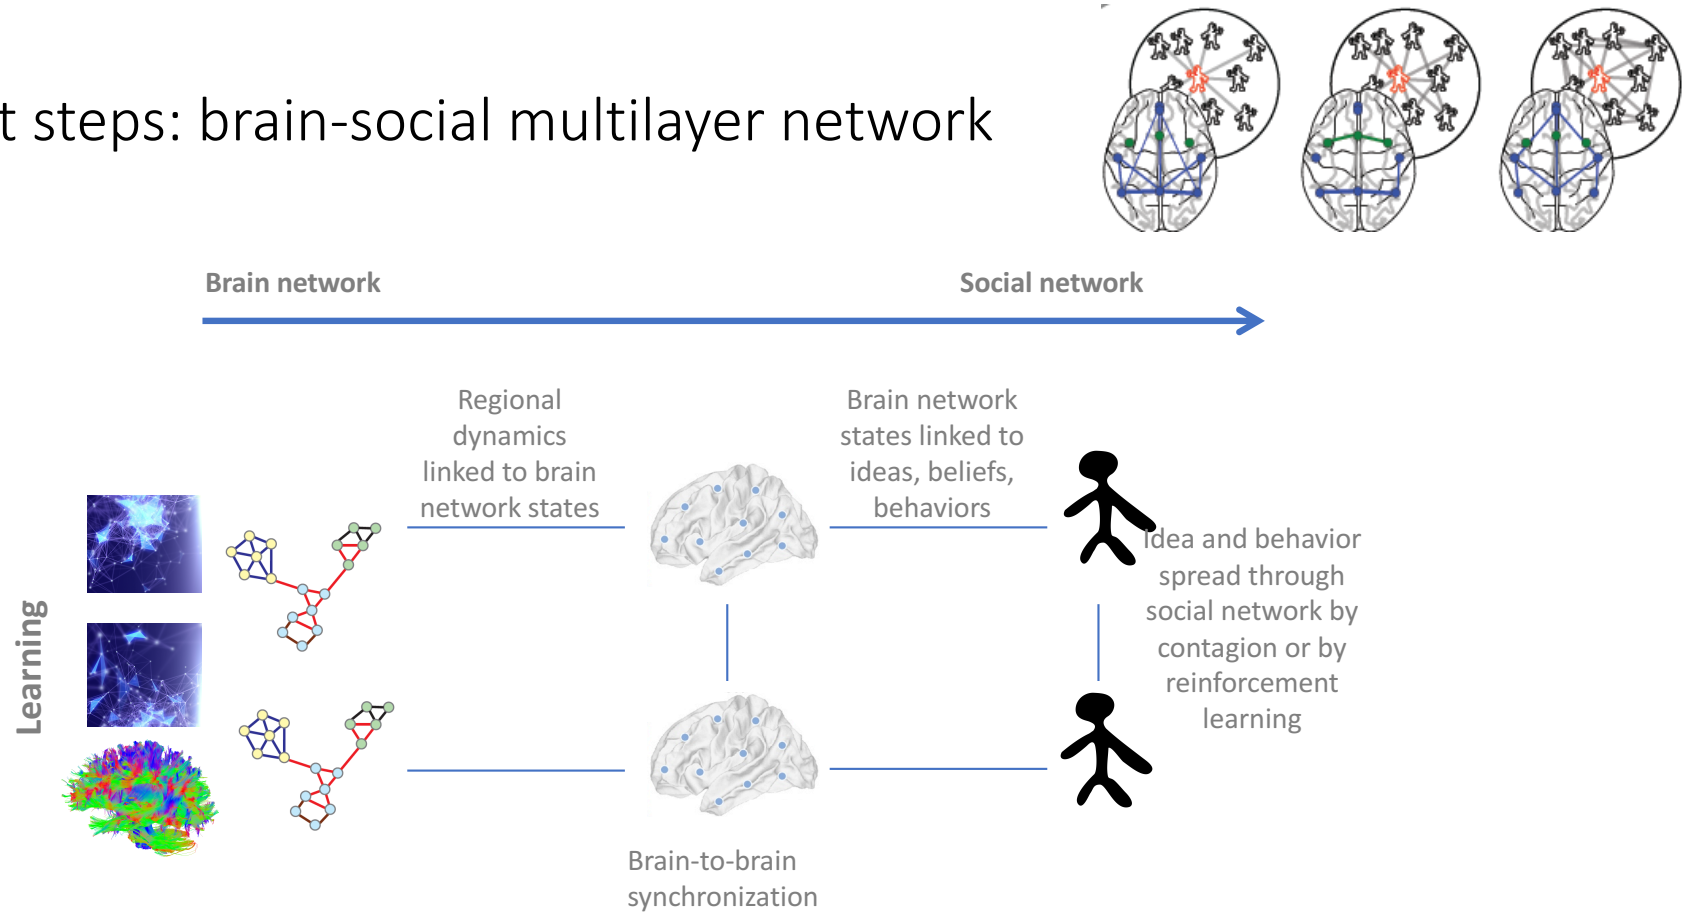 t steps: brain-social multilayer network
Brain network
Social network
Regional
dynamics
linked to brain
network states
Brain network
states linked to
ideas, beliefs,
behaviors
Idea and behavior
spread through
social network by
contagion or by
reinforcement
learning
Learning
Brain-to-brain
synchronization